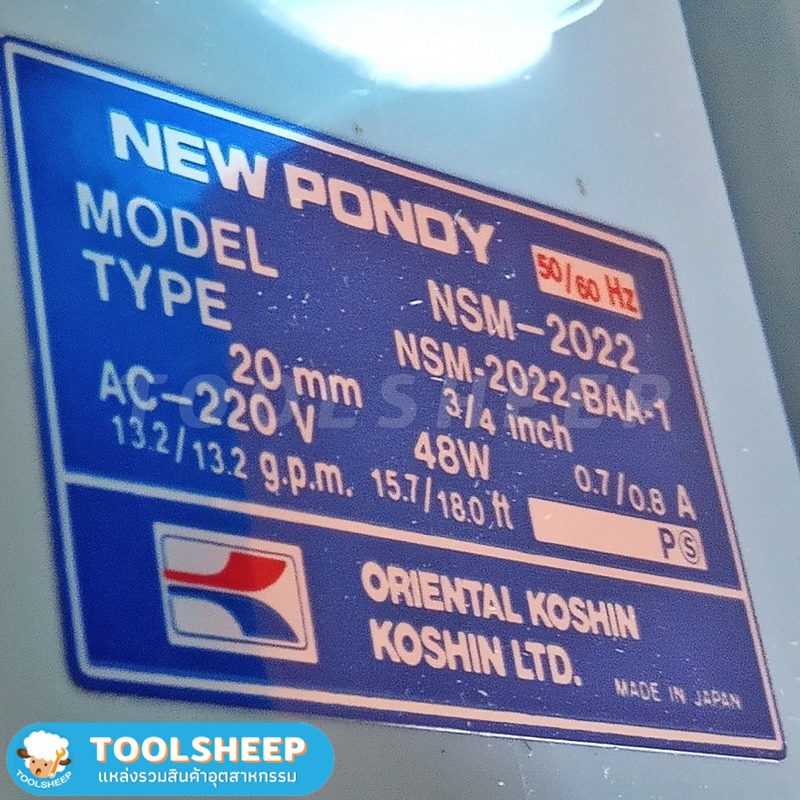 NEW PONDY
50/60 Hz
MODEL NSM-2022
TYPE NSM-2022-BAA-1
20 mm 3/4 inch
AC-220 V 48W 0.7/0.8 A
13.2/13.2 g.p.m. 15.7/18.0 ft
PS
ORIENTAL KOSHIN
KOSHIN LTD.
MADE IN JAPAN
TOOLSHEEP
TOOLSHEEP
แหล่งรวมสินค้าอุตสาหกรรม
TOOLSHEEP